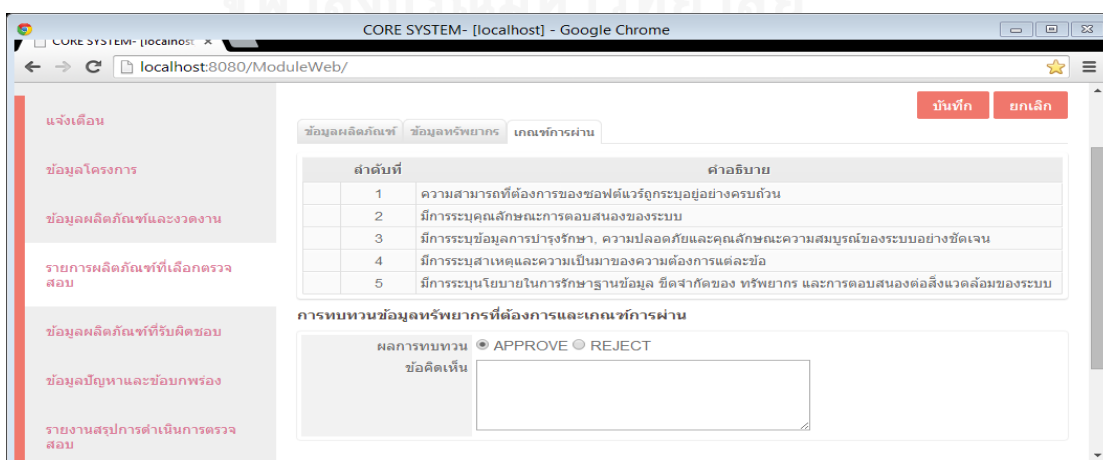 จุฬาลงกรณ์มหาวิทยาลัย
CORE SYSTEM- [localhost] - Google Chrome
CORE SYSTEM- [localhost
localhost:8080/ModuleWeb/
บันทึก ยกเลิก
แจ้งเตือน
ข้อมูลโครงการ
ข้อมูลผลิตภัณฑ์และงวดงาน
รายการผลิตภัณฑ์ที่เลือกตรวจ
สอบ
ข้อมูลผลิตภัณฑ์ที่รับผิดชอบ
ข้อมูลปัญหาและข้อบกพร่อง
รายงานสรุปการดำเนินการตรวจ
สอบ
ข้อมูลผลิตภัณฑ์ ข้อมูลทรัพยากร เกณฑ์การผ่าน
ลำดับที่ คำอธิบาย
1 ความสามารถที่ต้องการของซอฟต์แวร์ถูกระบุอยู่อย่างครบถ้วน
2 มีการระบุคุณลักษณะการตอบสนองของระบบ
3 มีการระบุข้อมูลการบำรุงรักษา, ความปลอดภัยและคุณลักษณะความสมบูรณ์ของระบบอย่างชัดเจน
4 มีการระบุสาเหตุและความเป็นมาของความต้องการแต่ละข้อ
5 มีการระบุนโยบายในการรักษาฐานข้อมูล ขีดจำกัดของ ทรัพยากร และการตอบสนองต่อสิ่งแวดล้อมของระบบ
การทบทวนข้อมูลทรัพยากรที่ต้องการและเกณฑ์การผ่าน
ผลการทบทวน APPROVE REJECT
ข้อคิดเห็น